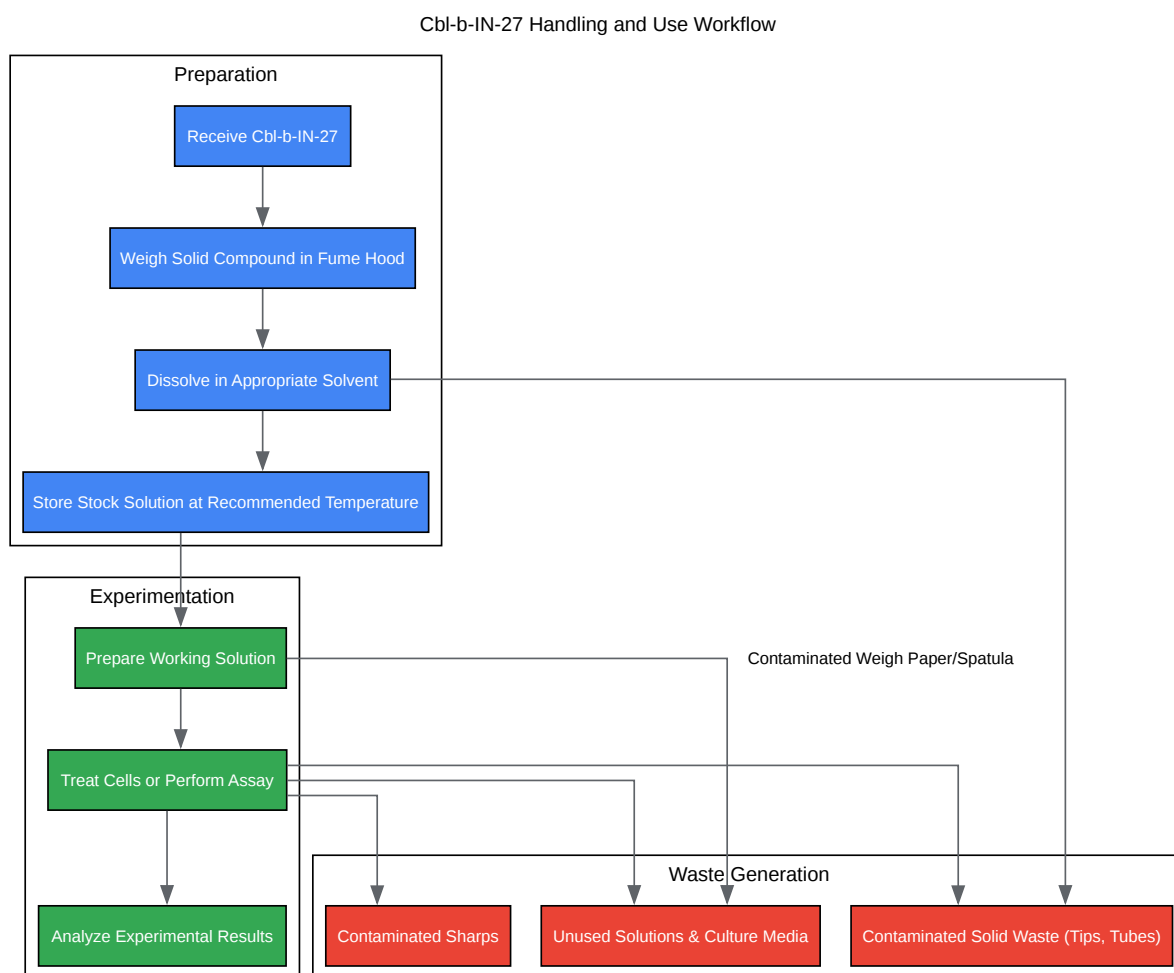 Cbl-b-IN-27 Handling and Use Workflow
Preparation
Receive Cbl-b-IN-27
Weigh Solid Compound in Fume Hood
Dissolve in Appropriate Solvent
Store Stock Solution at Recommended Temperature
Experimentation
Prepare Working Solution
Contaminated Weigh Paper/Spatula
Treat Cells or Perform Assay
Waste Generation
Analyze Experimental Results
Contaminated Sharps
Unused Solutions & Culture Media
Contaminated Solid Waste (Tips, Tubes)